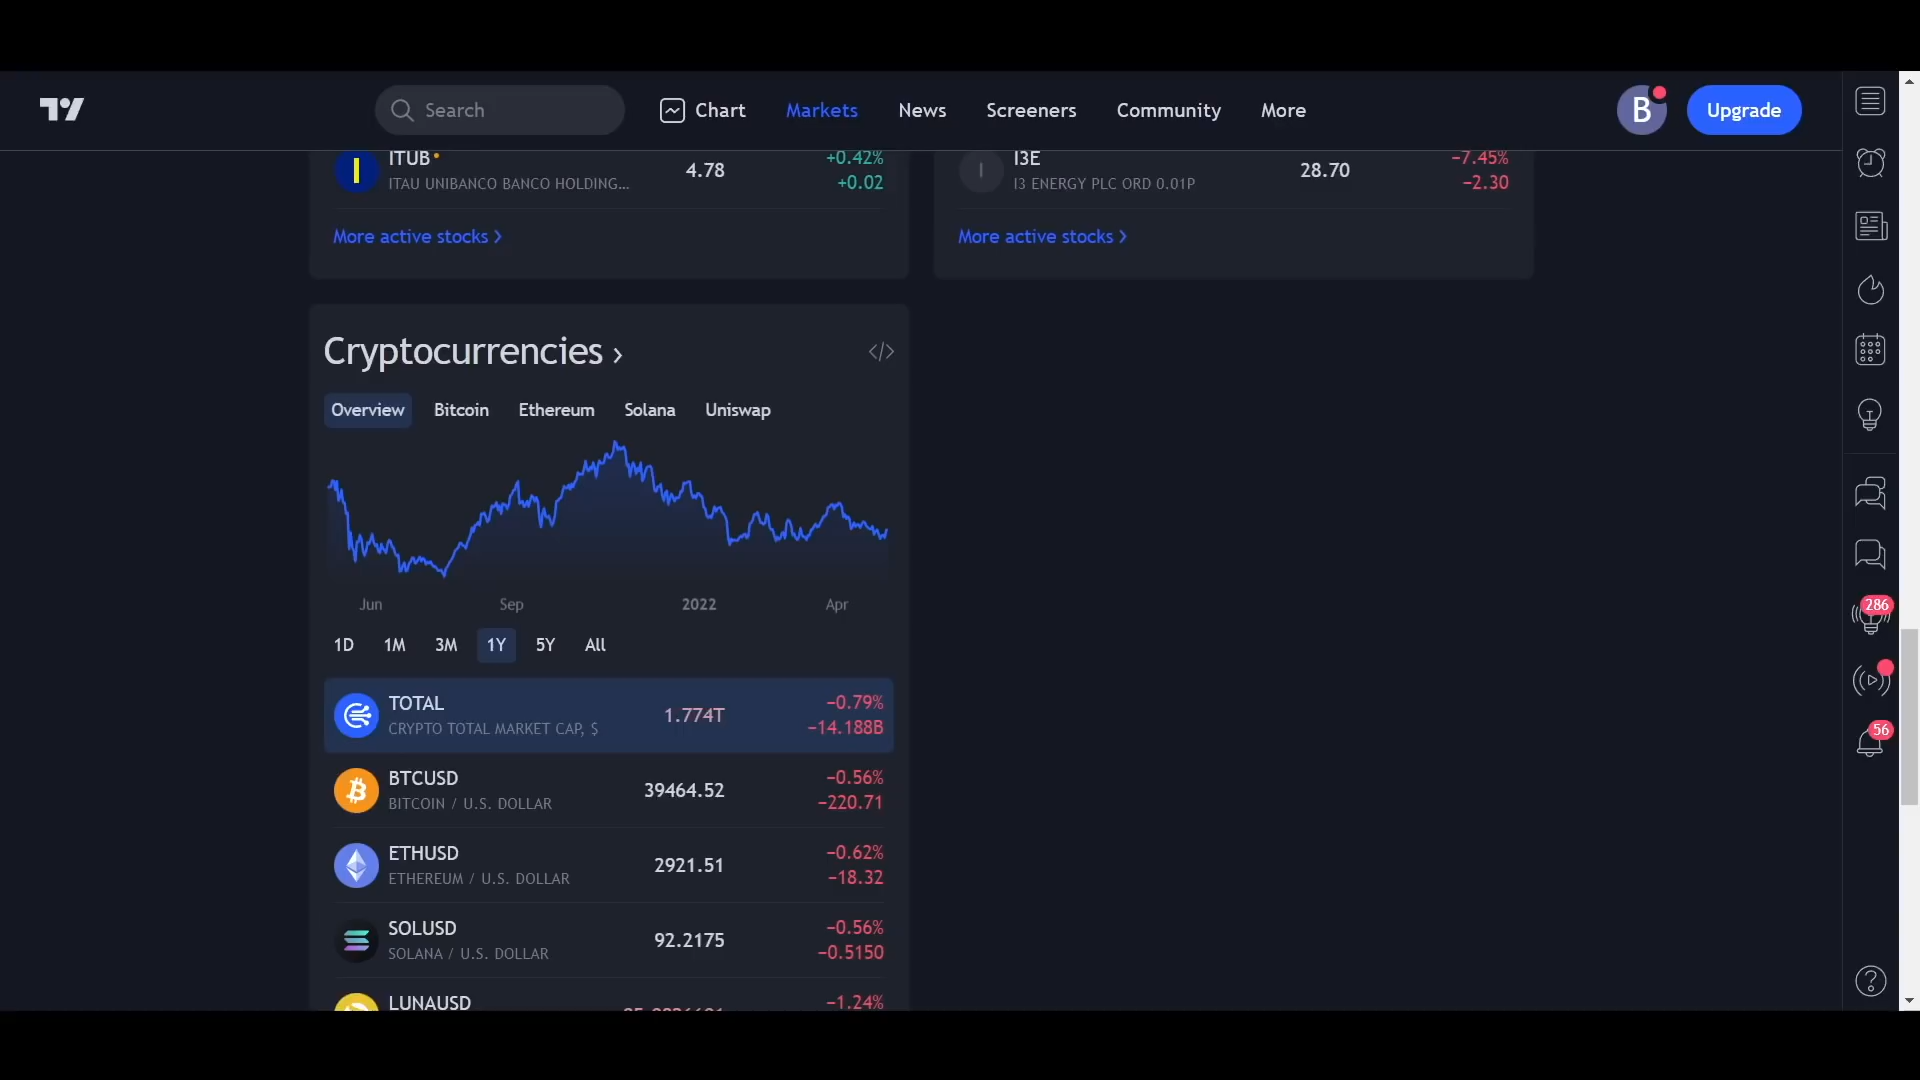 Search
Chart
Markets
News
Screeners
Community
More
B
Upgrade
ITUB
4.78
+0.42%
ITAU UNIBANCO BANCO HOLDING...
+0.02
I3E
28.70
−7.45%
I3 ENERGY PLC ORD 0.01P
−2.30
More active stocks
More active stocks
Cryptocurrencies
Overview
Bitcoin
Ethereum
Solana
Uniswap
Jun
Sep
2022
Apr
1D
1M
3M
1Y
5Y
All
TOTAL
1.774T
−0.79%
CRYPTO TOTAL MARKET CAP, $
−14.188B
BTCUSD
39464.52
−0.56%
BITCOIN / U.S. DOLLAR
−220.71
ETHUSD
2921.51
−0.62%
ETHEREUM / U.S. DOLLAR
−18.32
SOLUSD
92.2175
−0.56%
SOLANA / U.S. DOLLAR
−0.5150
LUNAUSD
−1.24%
286
56